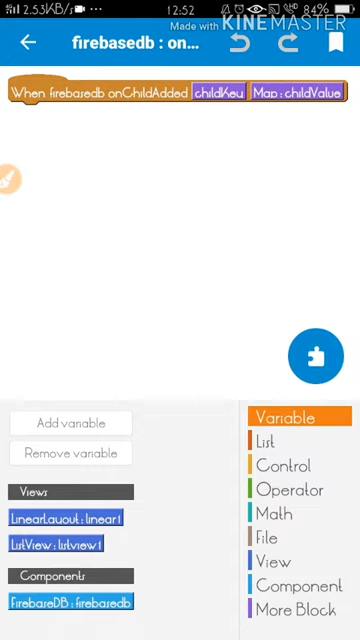 2.53KB/s ... 12:52 84%
Made with KINEMASTER
firebasedb : on...
When firebasedb onChildAdded childKey Map : childValue
Add variable
Remove variable
Views
LinearLayout : linear1
ListView : listview1
Components
FirebaseDB : firebasedb
Variable
List
Control
Operator
Math
File
View
Component
More Block